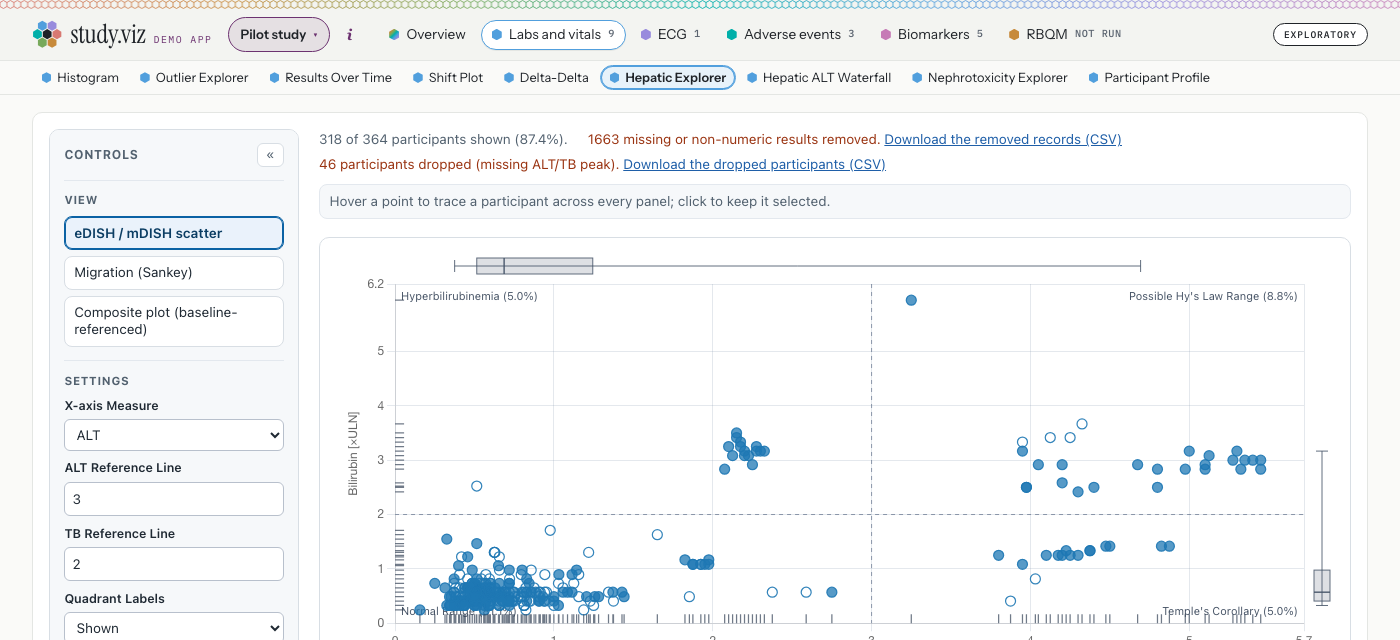 study.viz DEMO APP Pilot study i Overview Labs and vitals 9 ECG 1 Adverse events 3 Biomarkers 5 RBQM NOT RUN EXPLORATORY
Histogram Outlier Explorer Results Over Time Shift Plot Delta-Delta Hepatic Explorer Hepatic ALT Waterfall Nephrotoxicity Explorer Participant Profile
CONTROLS «
VIEW
eDISH / mDISH scatter
Migration (Sankey)
Composite plot (baseline-
referenced)
SETTINGS
X-axis Measure
ALT
ALT Reference Line
3
TB Reference Line
2
Quadrant Labels
Shown
318 of 364 participants shown (87.4%). 1663 missing or non-numeric results removed. Download the removed records (CSV)
46 participants dropped (missing ALT/TB peak). Download the dropped participants (CSV)
Hover a point to trace a participant across every panel; click to keep it selected.
6.2
Hyperbilirubinemia (5.0%) Possible Hy's Law Range (8.8%)
5
4
Bilirubin [×ULN]
3
2
1
Normal Temple's Corollary (5.0%)
0
0 1 2 3 4 5 5.7